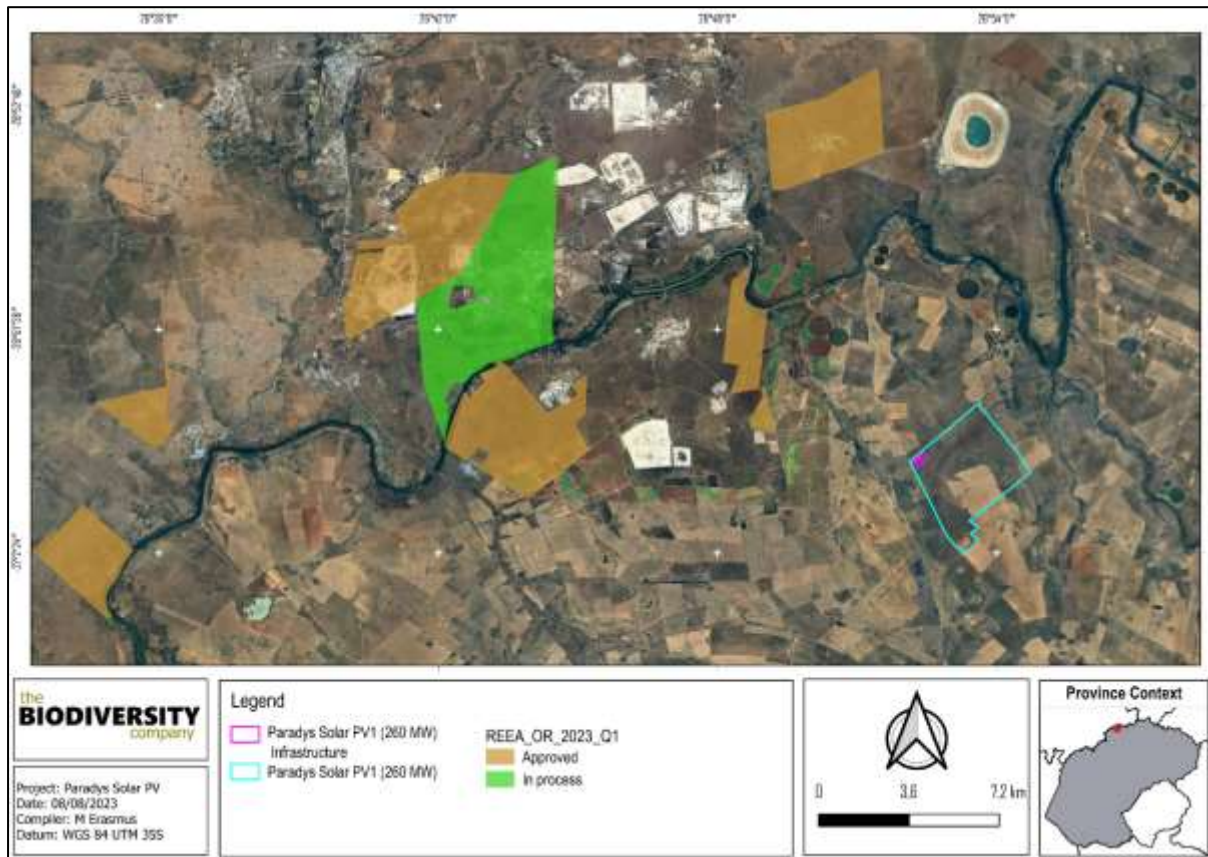 the
BIODIVERSITY
company
Project: Paradys Solar PV
Date: 08/08/2023
Compiler: M Erasmus
Datum: WGS 84 UTM 35S
Legend
Paradys Solar PV1 (260 MW)
Infrastructure
Paradys Solar PV1 (260 MW)
REEA_OR_2023_Q1
Approved
In process
0 3.6 7.2 km
Province Context